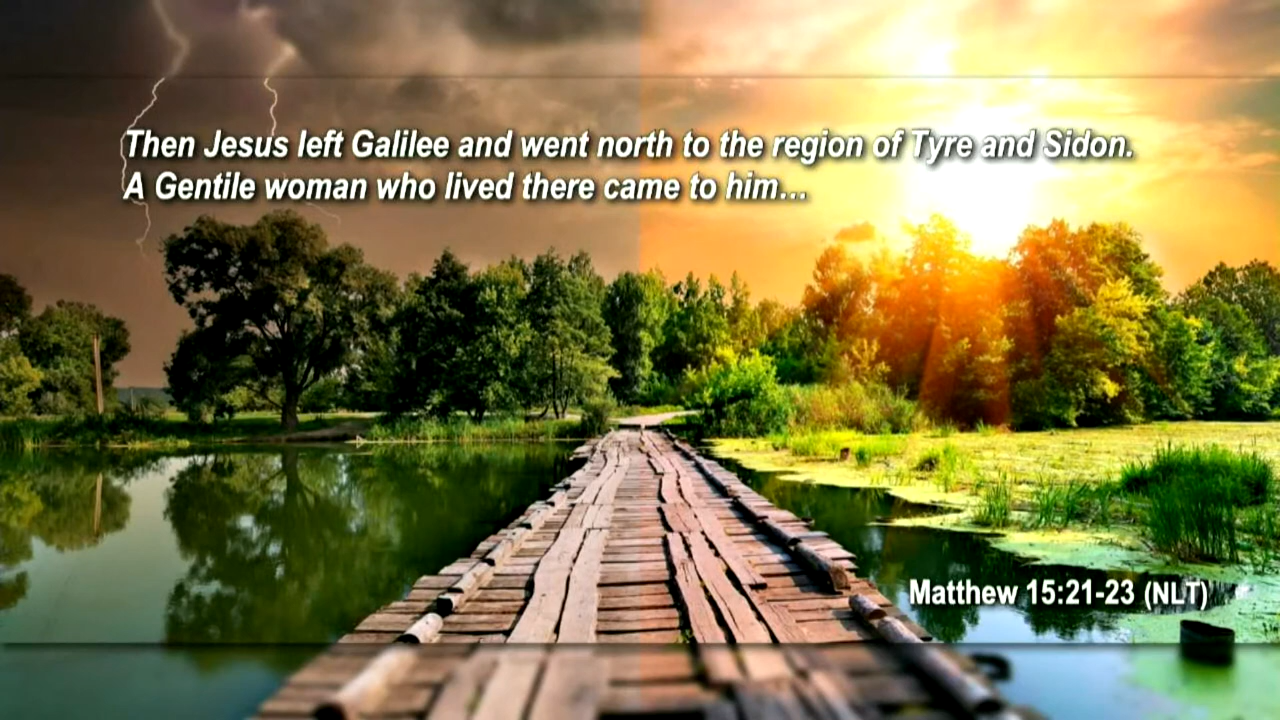 Then Jesus left Galilee and went north to the region of Tyre and Sidon.
A Gentile woman who lived there came to him...
Matthew 15:21-23 (NLT)